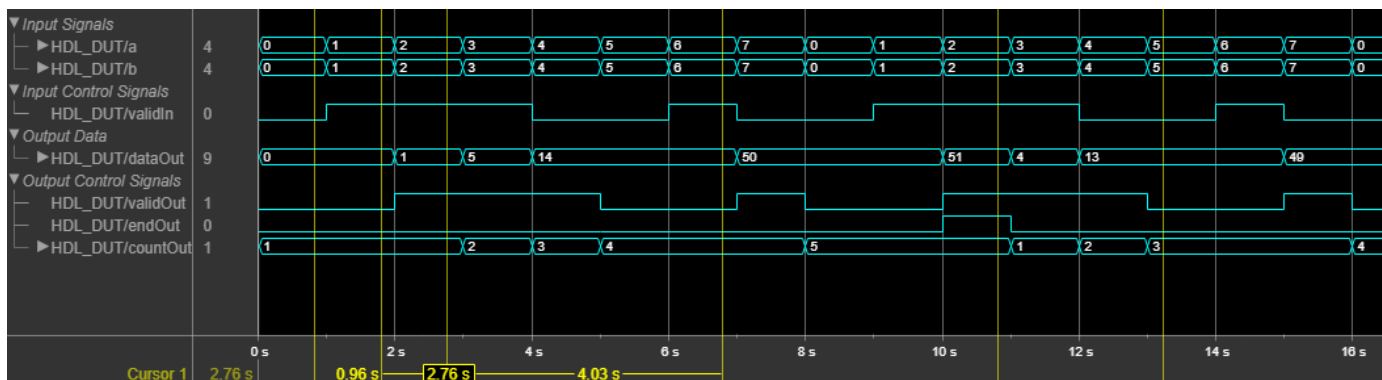 Input Signals
HDL_DUT/a 4 0 1 2 3 4 5 6 7 0 1 2 3 4 5 6 7 0
HDL_DUT/b 4 0 1 2 3 4 5 6 7 0 1 2 3 4 5 6 7 0
Input Control Signals
HDL_DUT/validIn 0
Output Data
HDL_DUT/dataOut 9 0 1 5 14 50 51 4 13 49
Output Control Signals
HDL_DUT/validOut 1
HDL_DUT/endOut 0
HDL_DUT/countOut 1 1 2 3 4 5 1 2 3 4
0 s 2 s 4 s 6 s 8 s 10 s 12 s 14 s 16 s
Cursor 1 2.76 s 0.96 s 2.76 s 4.03 s